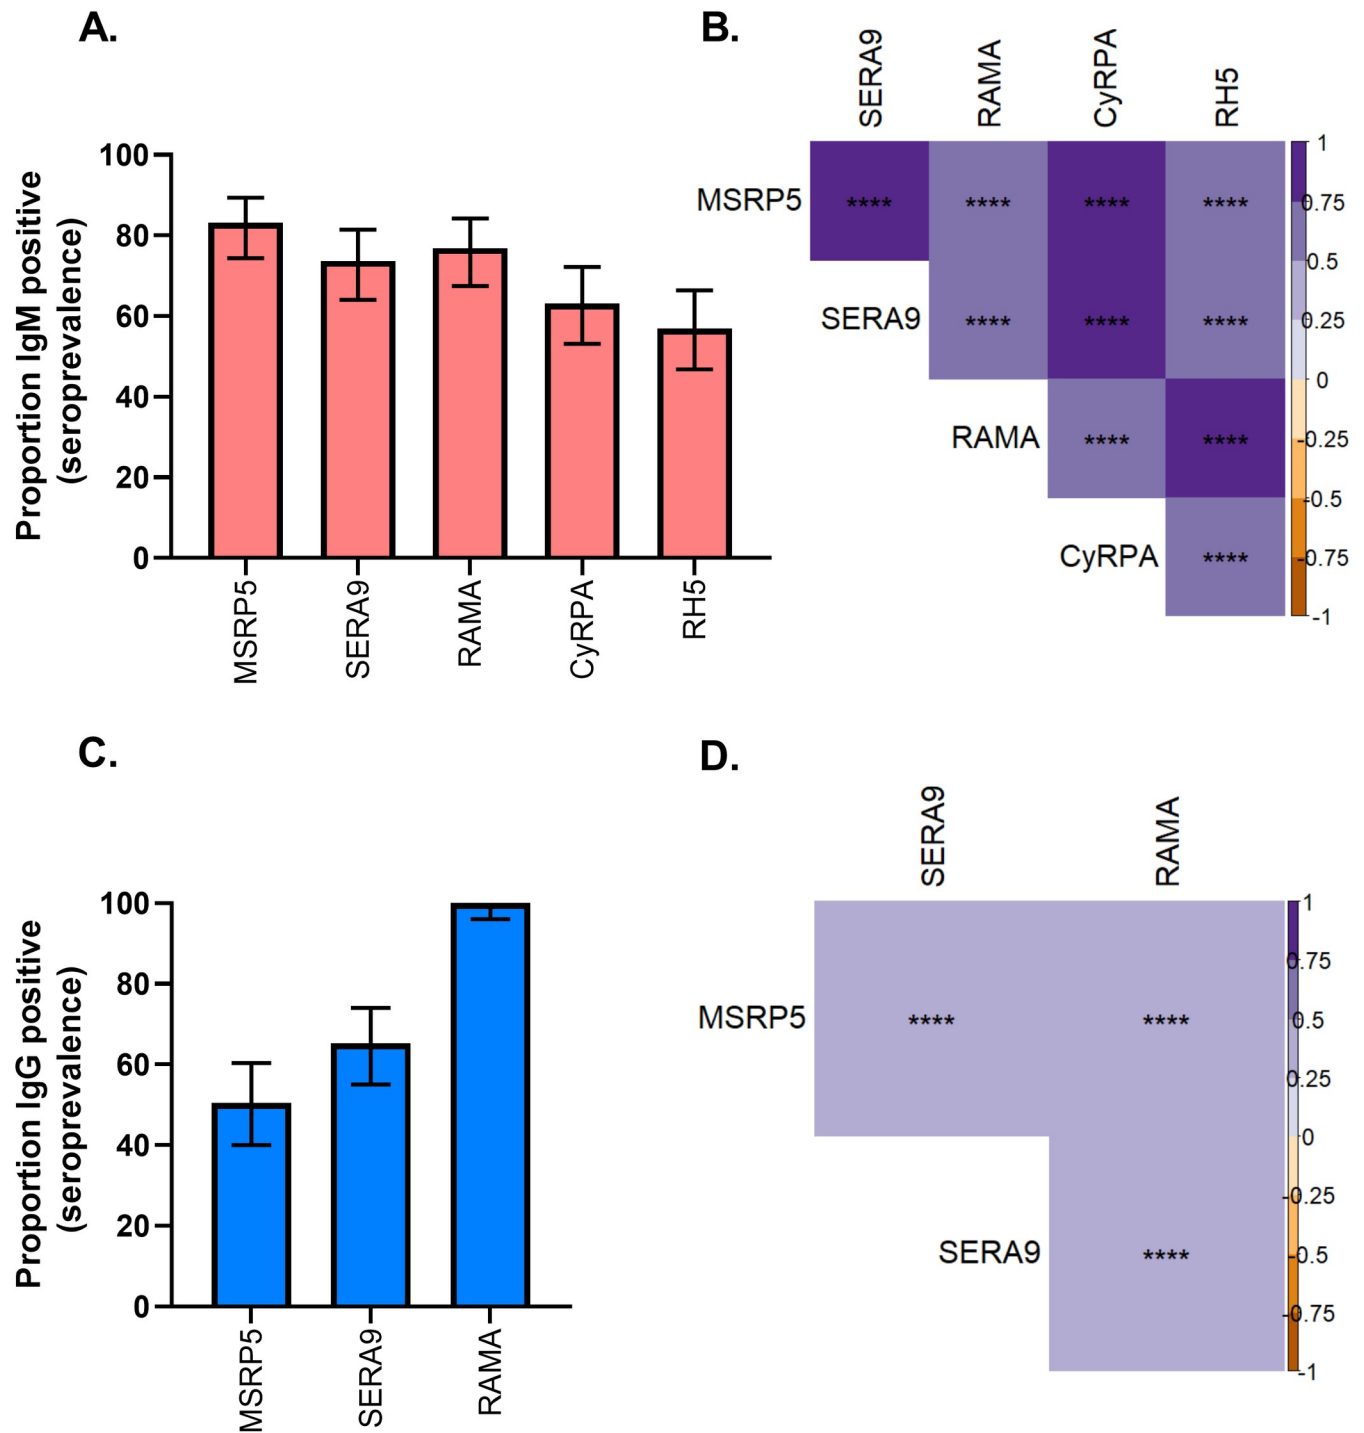 A.
Proportion IgM positive
(seroprevalence)
100
80
60
40
20
0
MSRP5
SERA9
RAMA
CyRPA
RH5
B.
SERA9
RAMA
CyRPA
RH5
MSRP5
**** **** **** ****
SERA9
**** **** ****
RAMA
**** ****
CyRPA
****
1
0.75
0.5
0.25
0
-0.25
-0.5
-0.75
-1
C.
Proportion IgG positive
(seroprevalence)
100
80
60
40
20
0
MSRP5
SERA9
RAMA
D.
SERA9
RAMA
MSRP5
**** ****
SERA9
****
1
0.75
0.5
0.25
0
-0.25
-0.5
-0.75
-1